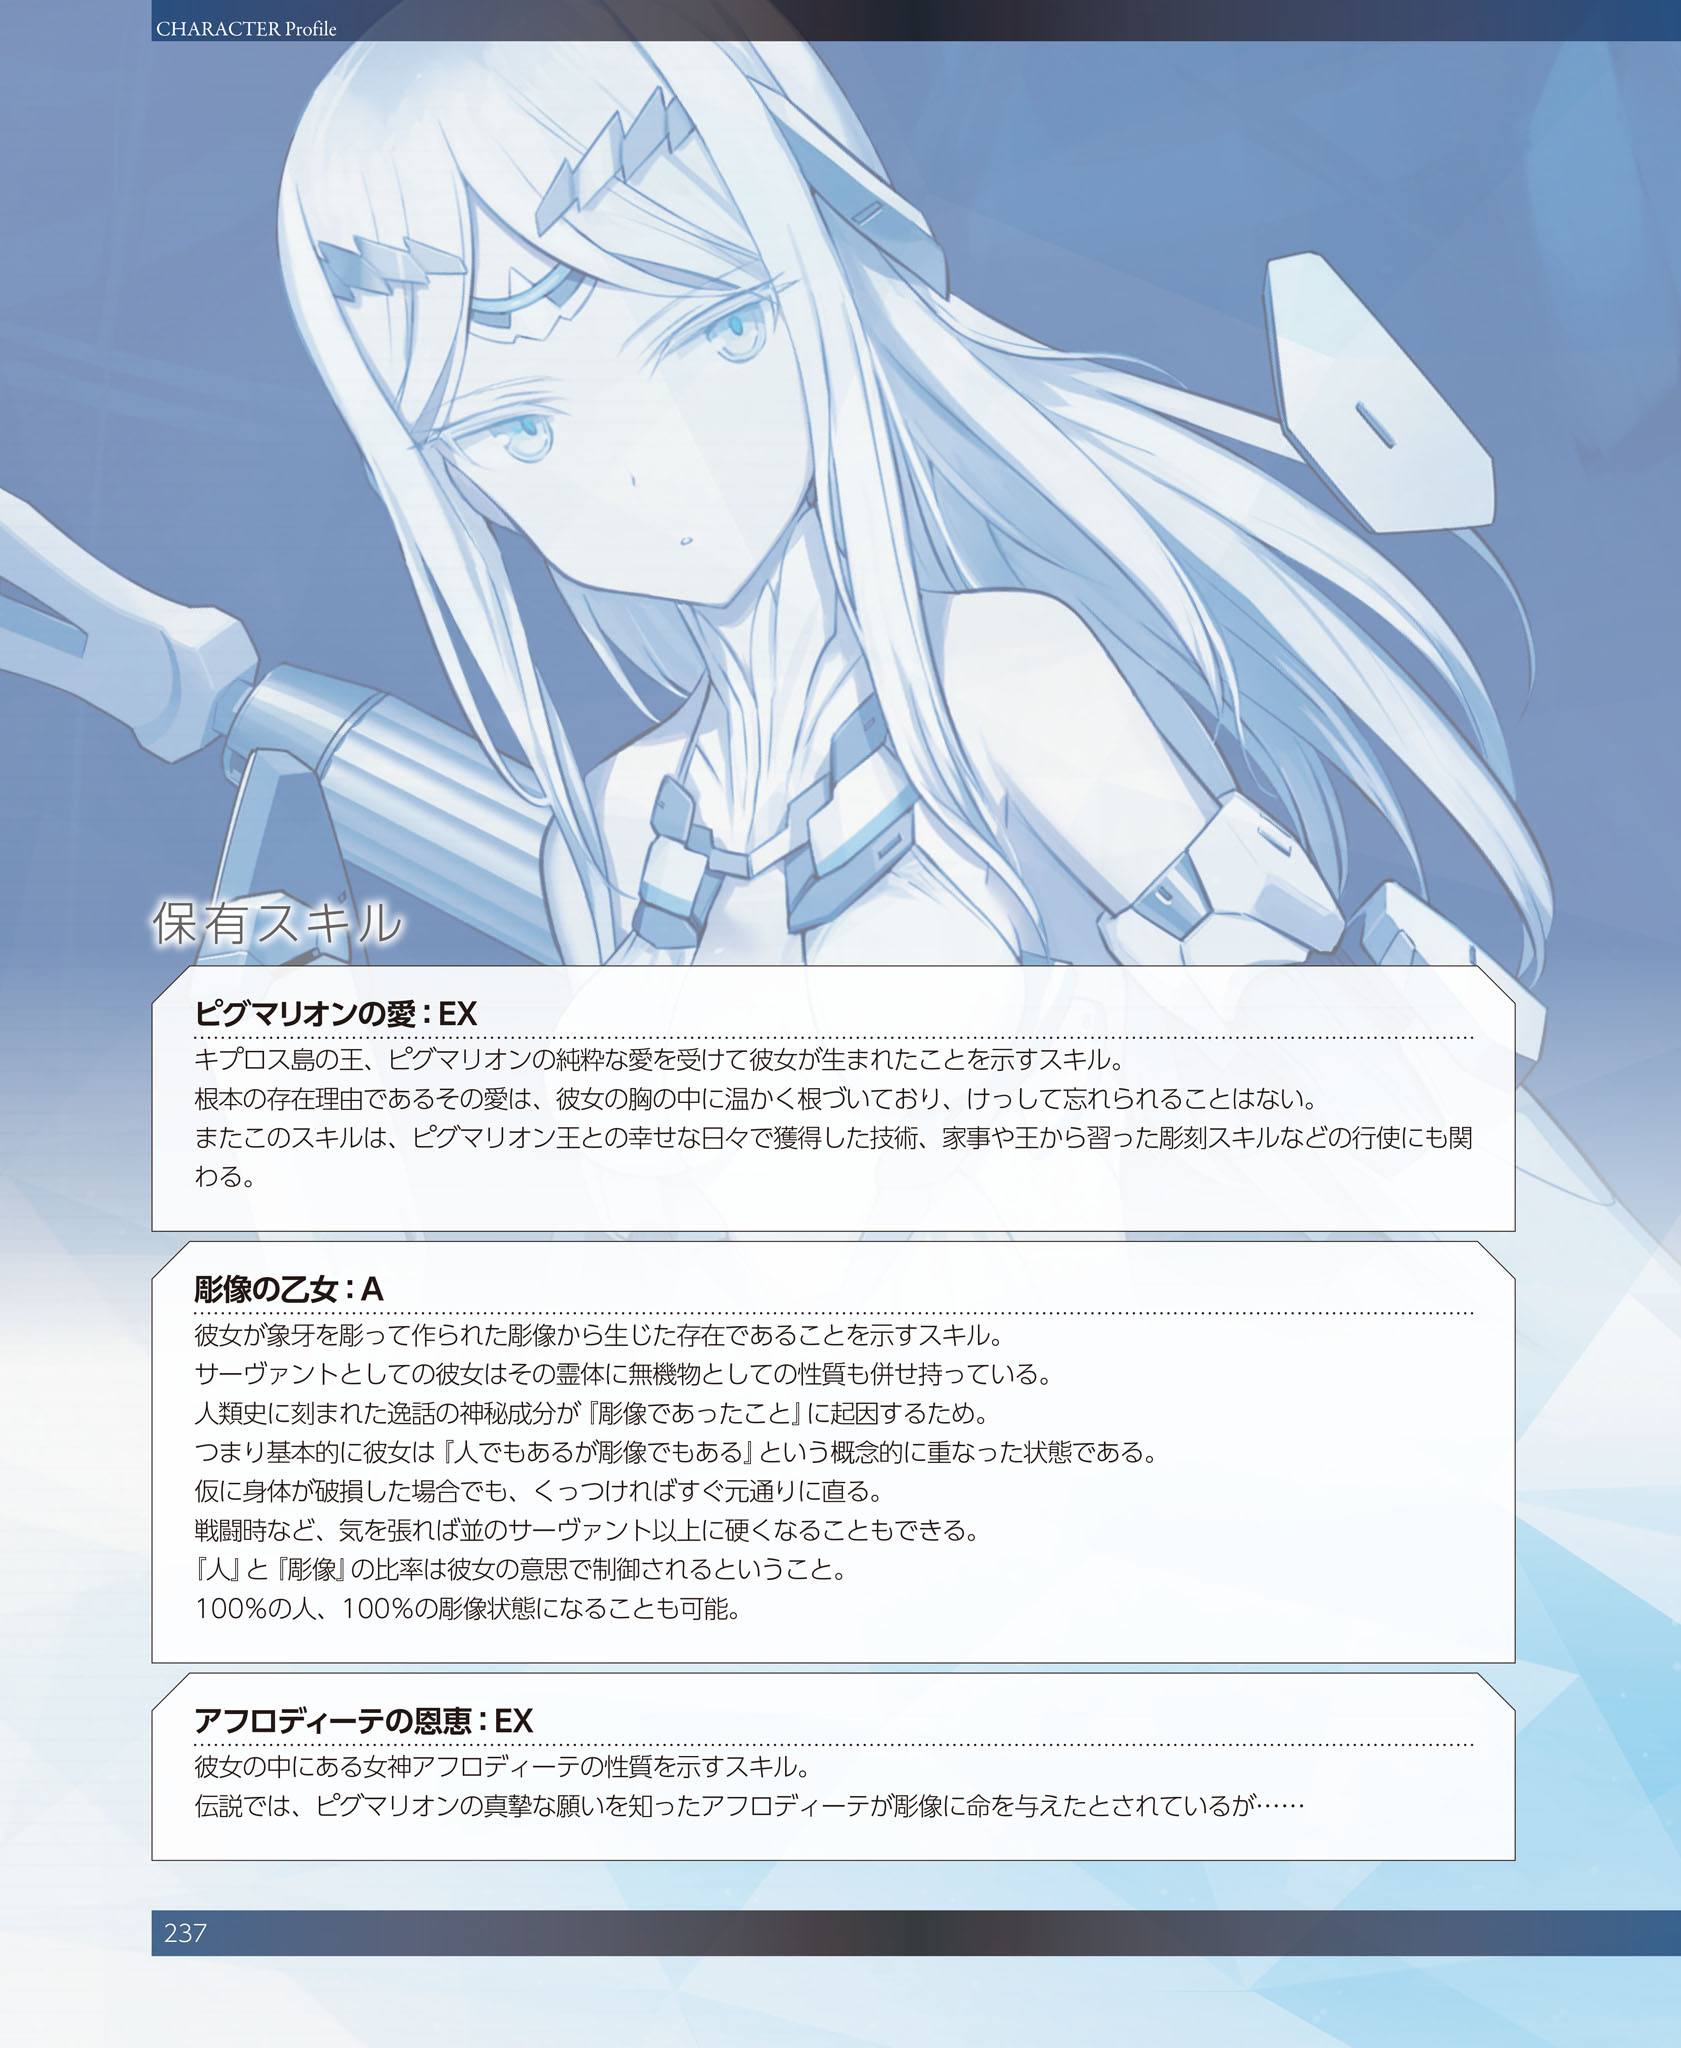 CHARACTER Profile
保有スキル
ピグマリオンの愛：EX
キプロス島の王、ピグマリオンの純粋な愛を受けて彼女が生まれたことを示すスキル。
根本の存在理由であるその愛は、彼女の胸の中に温かく根づいており、けっして忘れられることはない。
またこのスキルは、ピグマリオン王との幸せな日々で獲得した技術、家事や王から習った彫刻スキルなどの行使にも関
わる。
彫像の乙女：A
彼女が象牙を彫って作られた彫像から生じた存在であることを示すスキル。
サーヴァントとしての彼女はその霊体に無機物としての性質も併せ持っている。
人類史に刻まれた逸話の神秘成分が『彫像であったこと』に起因するため。
つまり基本的に彼女は『人でもあるが彫像でもある』という概念的に重なった状態である。
仮に身体が破損した場合でも、くっつければすぐ元通りに直る。
戦闘時など、気を張れば並のサーヴァント以上に硬くなることもできる。
『人』と『彫像』の比率は彼女の意思で制御されるということ。
100％の人、100％の彫像状態になることも可能。
アフロディーテの恩恵：EX
彼女の中にある女神アフロディーテの性質を示すスキル。
伝説では、ピグマリオンの真摯な願いを知ったアフロディーテが彫像に命を与えたとされているが……
237